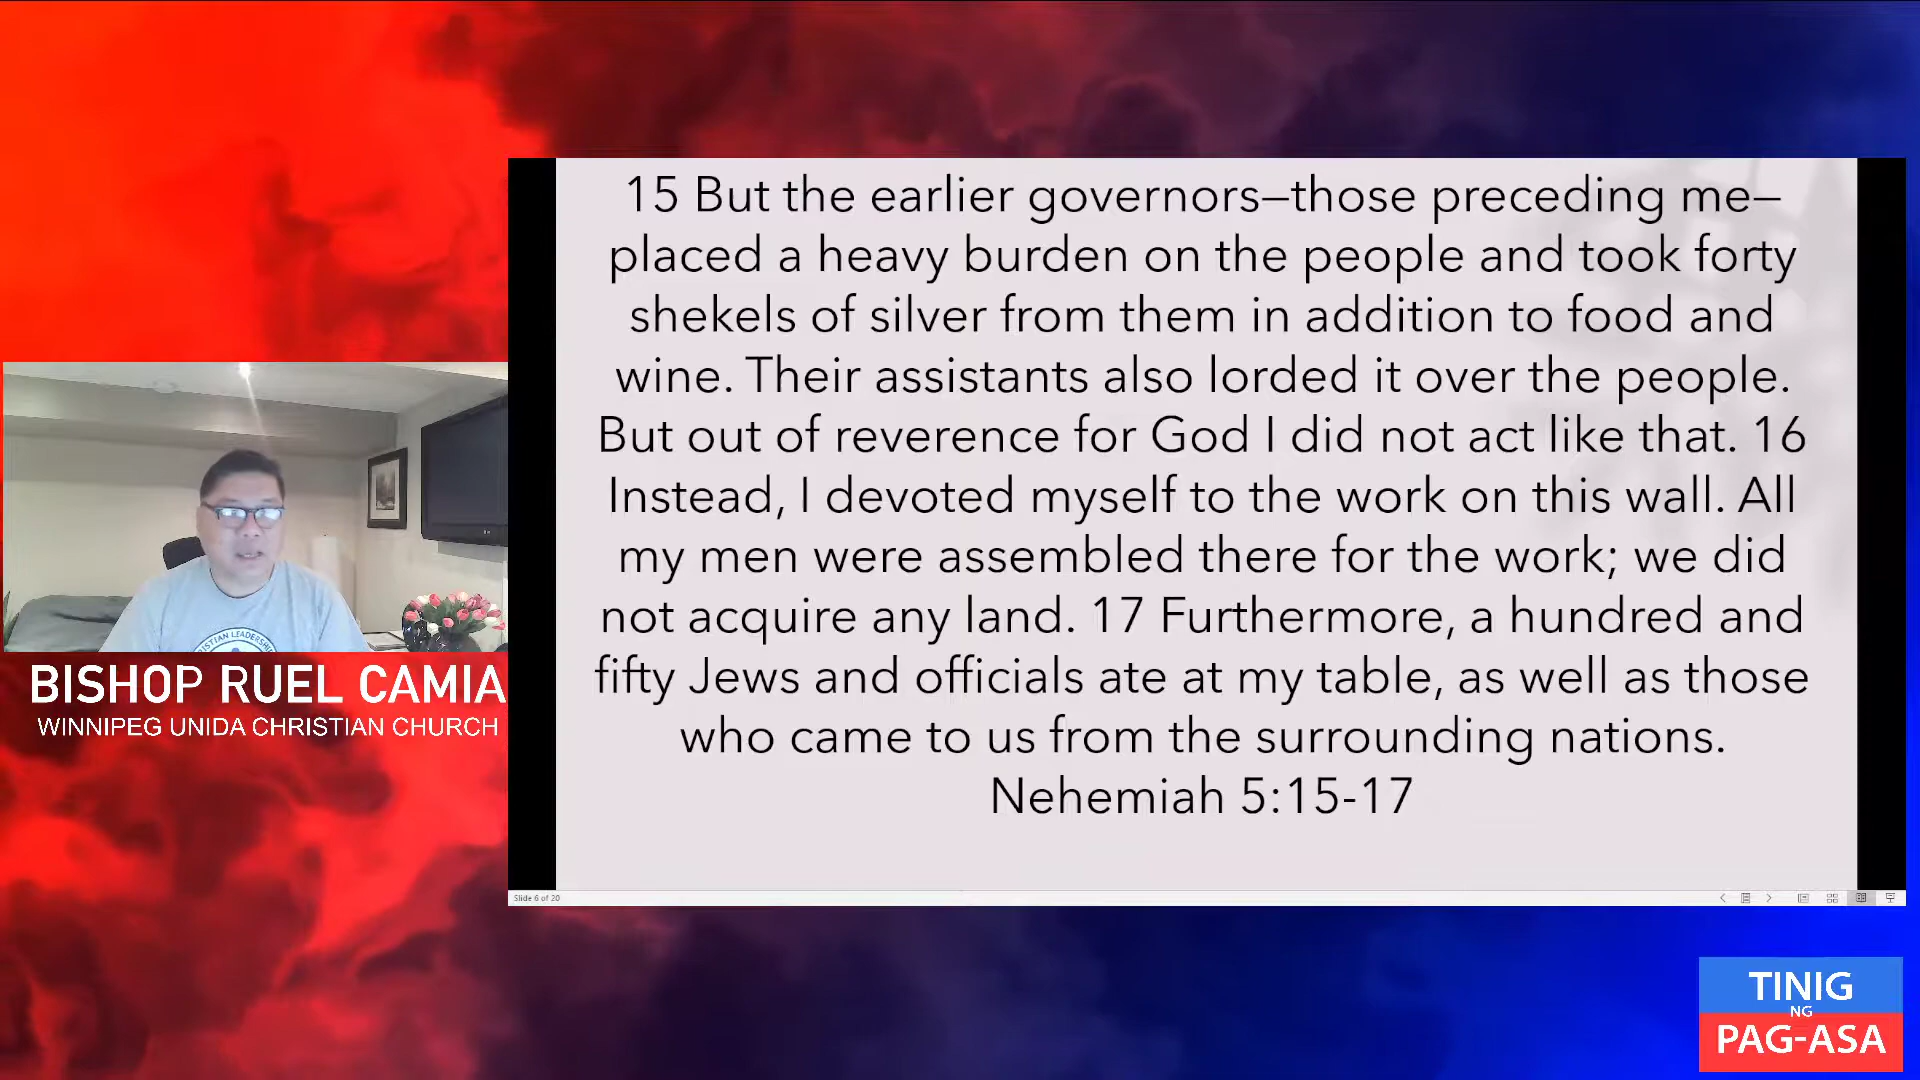 15 But the earlier governors—those preceding me—
placed a heavy burden on the people and took forty
shekels of silver from them in addition to food and
wine. Their assistants also lorded it over the people.
But out of reverence for God I did not act like that. 16
Instead, I devoted myself to the work on this wall. All
my men were assembled there for the work; we did
not acquire any land. 17 Furthermore, a hundred and
fifty Jews and officials ate at my table, as well as those
who came to us from the surrounding nations.
Nehemiah 5:15-17
Slide 6 of 20
BISHOP RUEL CAMIA
WINNIPEG UNIDA CHRISTIAN CHURCH
TINIG
NG
PAG-ASA